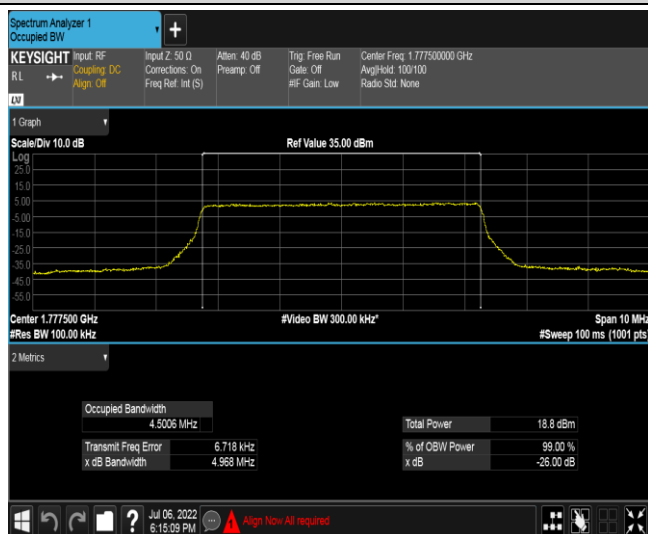 Spectrum Analyzer 1
Occupied BW
KEYSIGHT
RL
LXI
Input: RF
Coupling: DC
Align: Off
Input Z: 50 Ω
Corrections: On
Freq Ref: Int (S)
Atten: 40 dB
Preamp: Off
Trig: Free Run
Gate: Off
#IF Gain: Low
Center Freq: 1.777500000 GHz
Avg|Hold: 100/100
Radio Std: None
1 Graph
Scale/Div 10.0 dB
Ref Value 35.00 dBm
Log
25.0
15.0
5.00
-5.00
-15.0
-25.0
-35.0
-45.0
-55.0
Center 1.777500 GHz
#Video BW 300.00 kHz*
Span 10 MHz
#Res BW 100.00 kHz
#Sweep 100 ms (1001 pts)
2 Metrics
Occupied Bandwidth
4.5006 MHz
Total Power 18.8 dBm
Transmit Freq Error 6.718 kHz
% of OBW Power 99.00 %
x dB Bandwidth 4.968 MHz
x dB -26.00 dB
?
Jul 06, 2022
6:15:09 PM
Align Now All required